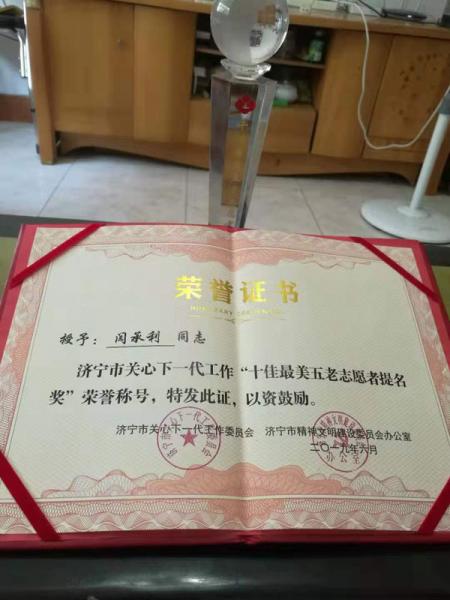 荣誉证书
授予：闫承利 同志
济宁市关心下一代工作“十佳最美五老志愿者提名
奖”荣誉称号，特发此证，以资鼓励。
济宁市关心下一代工作委员会 济宁市精神文明建设委员会办公室
二〇一九年六月